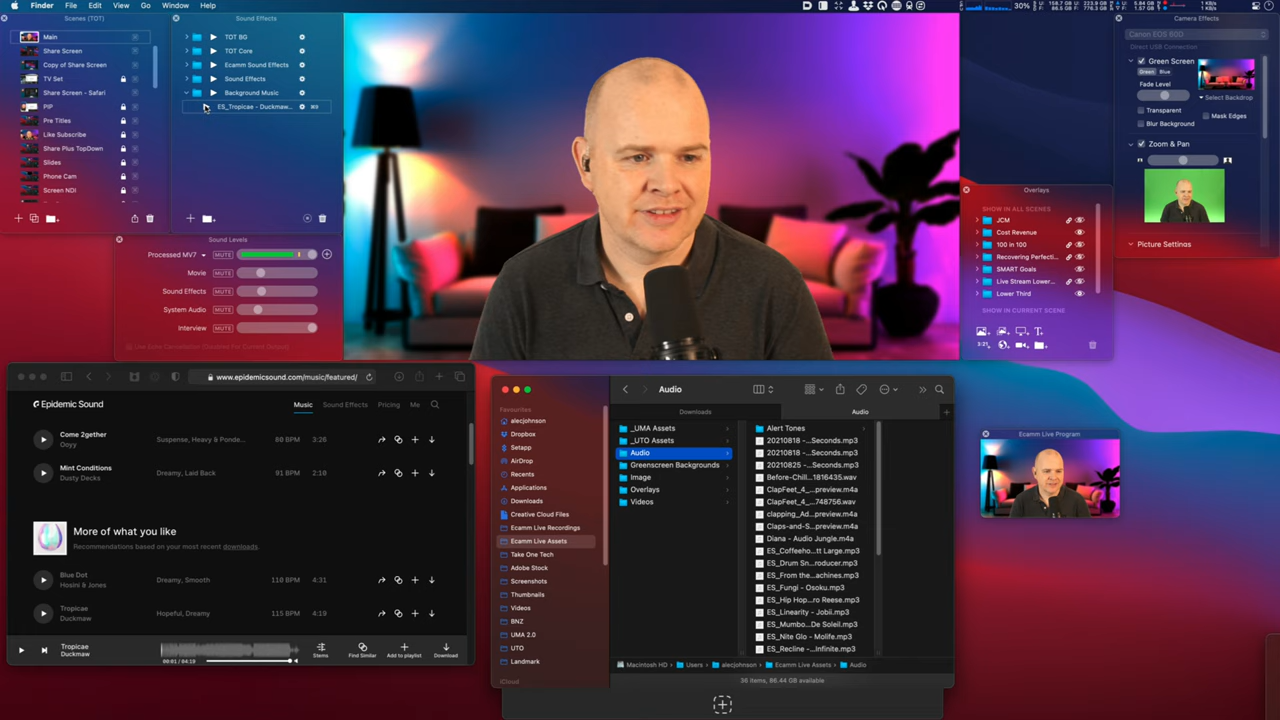 Finder File Edit View Go Window Help
30%
Scenes (TOT)
Main
Share Screen
Copy of Share Screen
TV Set
Share Screen - Safari
PIP
Pre Titles
Like Subscribe
Share Plus TopDown
Slides
Phone Cam
Screen NDI
Sound Effects
TOT BG
TOT Core
Ecamm Sound Effects
Sound Effects
Background Music
ES_Tropicae - Duckmaw... ⌘9
Sound Levels
Processed MV7 MUTE
Movie MUTE
Sound Effects MUTE
System Audio MUTE
Interview MUTE
Camera Effects
Canon EOS 60D
Direct USB Connection
Green Screen
Green Blue
Fade Level
Select Backdrop
Transparent
Mask Edges
Blur Background
Zoom & Pan
Picture Settings
Overlays
SHOW IN ALL SCENES
JCM
Cost Revenue
100 in 100
Recovering Perfecti...
SMART Goals
Live Stream Lower...
Lower Third
SHOW IN CURRENT SCENE
Ecamm Live Program
www.epidemicsound.com/music/featured/
Epidemic Sound Music Sound Effects Pricing Me
Come 2gether
Ooyy
Suspense, Heavy & Ponde... 80 BPM 3:26
Mint Conditions
Dusty Decks
Dreamy, Laid Back 91 BPM 2:10
More of what you like
Recommendations based on your most recent downloads.
Blue Dot
Hosini & Jones
Dreamy, Smooth 110 BPM 4:31
Tropicae
Duckmaw
Hopeful, Dreamy 115 BPM 4:19
Tropicae
Duckmaw
00:01 / 04:19
Stems Find Similar Add to playlist Download
Audio
Downloads Audio
Favourites
alecjohnson
Dropbox
Setapp
AirDrop
Recents
Applications
Downloads
Creative Cloud Files
Ecamm Live Recordings
Ecamm Live Assets
Take One Tech
Adobe Stock
Screenshots
Thumbnails
Videos
BNZ
UMA 2.0
UTO
Landmark
iCloud
_UMA Assets
_UTO Assets
Audio
Greenscreen Backgrounds
Image
Overlays
Videos
Alert Tones
20210818 -...Seconds.mp3
20210818 -...Seconds.mp3
20210825 -...Seconds.mp3
Before-Chill...1816435.wav
ClapFeet_4_...preview.m4a
ClapFeet_4_...748756.wav
clapping_Ad...preview.m4a
Claps-and-S...preview.m4a
Diana - Audio Jungle.m4a
ES_Coffeeho...tt Large.mp3
ES_Drum Sn...roducer.mp3
ES_From the...achines.mp3
ES_Fungi - Osoku.mp3
ES_Hip Hop...ro Reese.mp3
ES_Linearity - Jobii.mp3
ES_Mumbo...De Soleil.mp3
ES_Nite Glo - Molife.mp3
ES_Recline -...Infinite.mp3
Macintosh HD › Users › alecjohnson › Ecamm Live Assets › Audio
36 items, 86.44 GB available